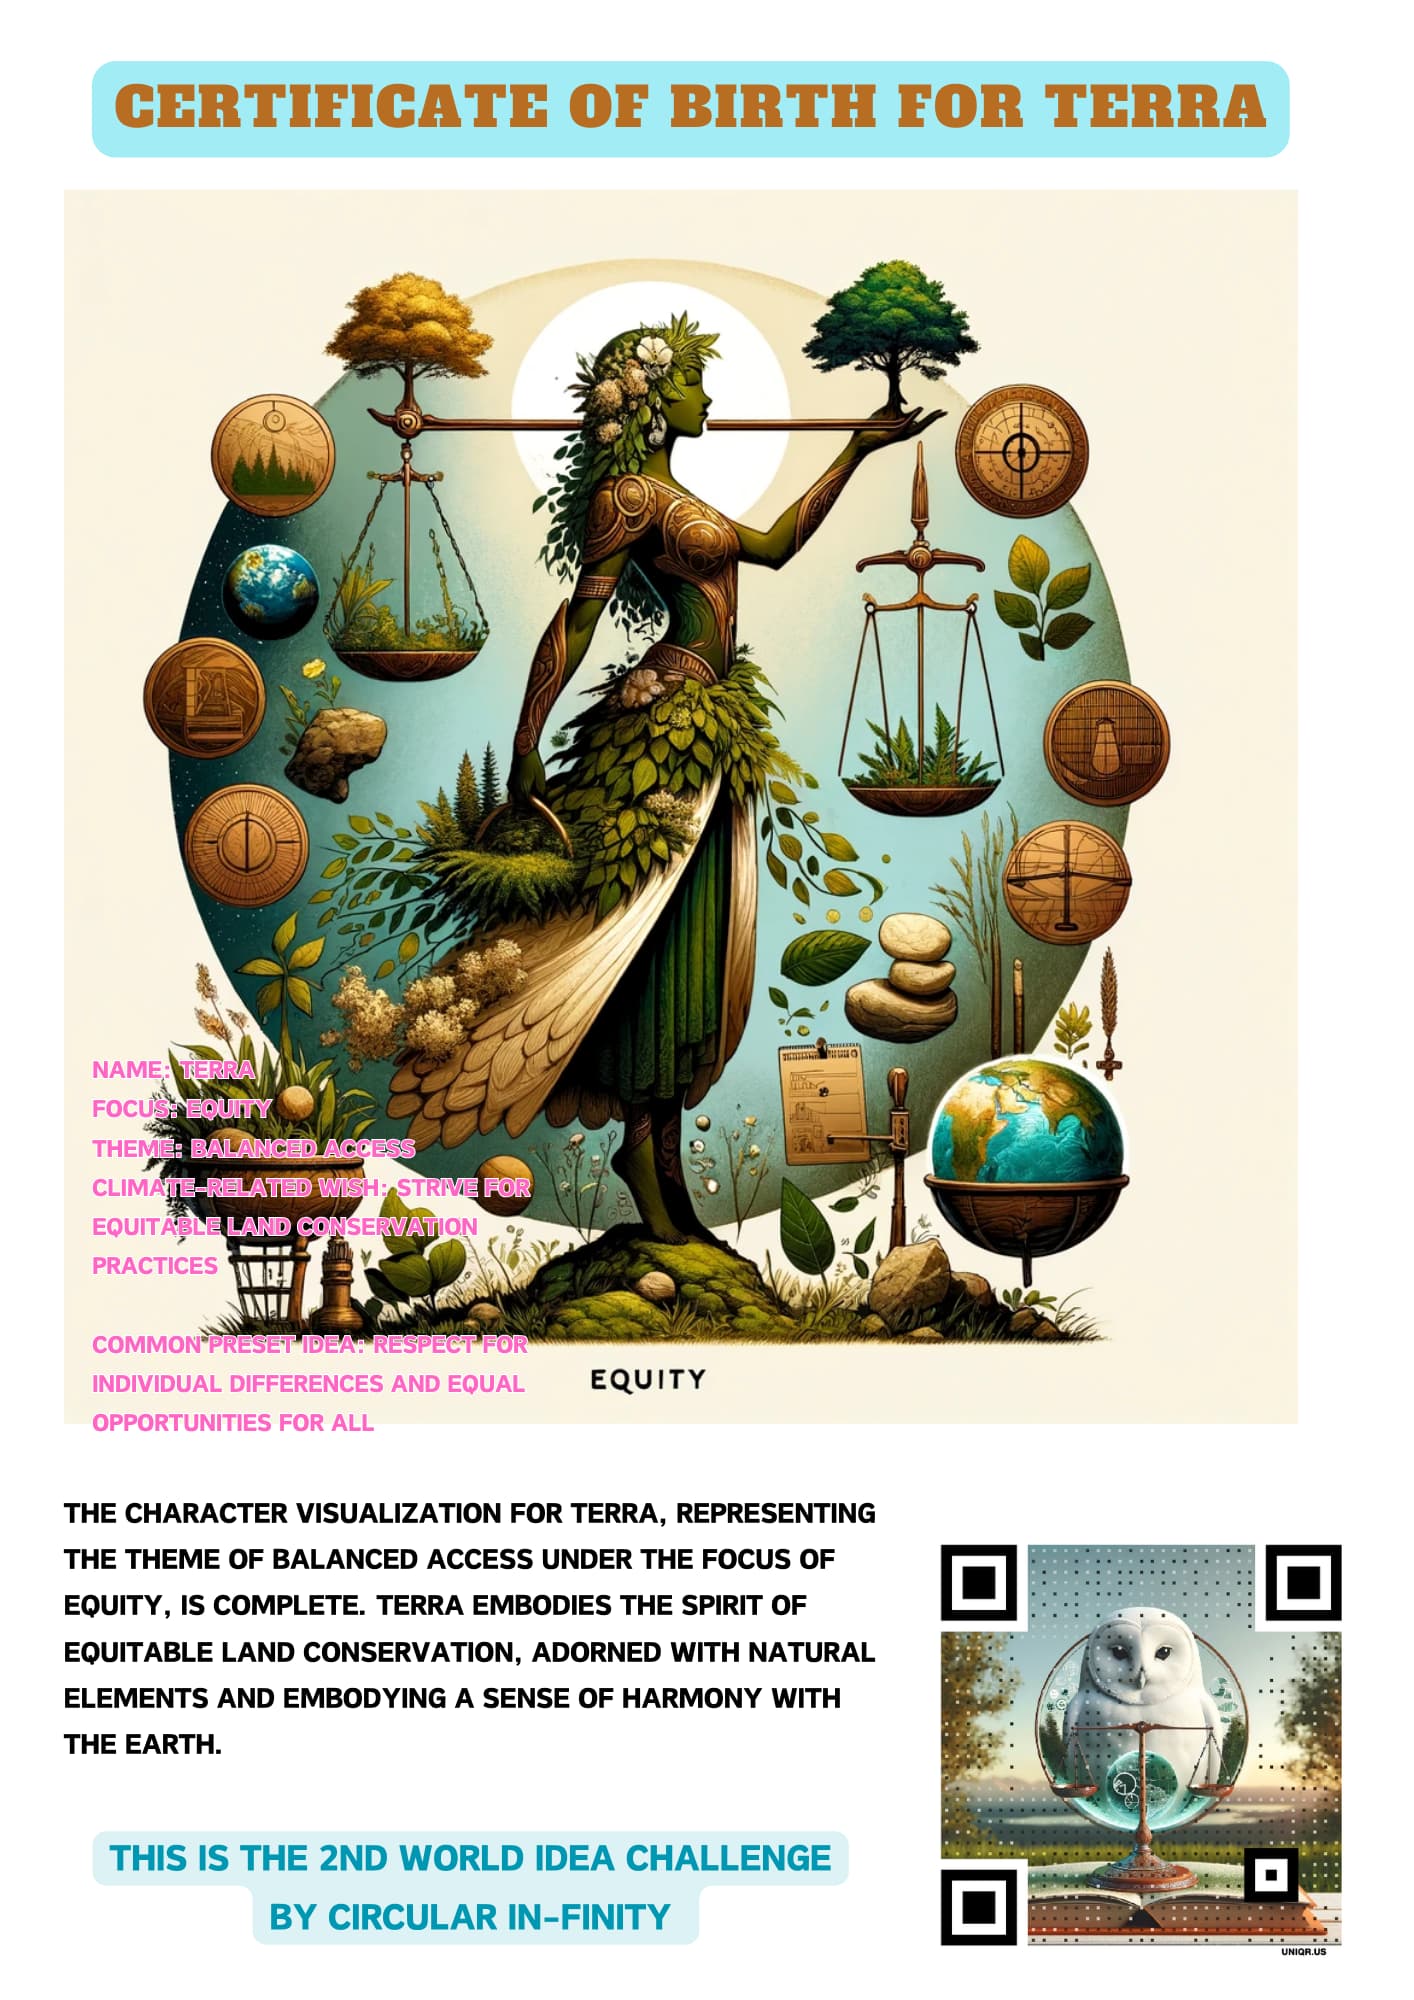 CERTIFICATE OF BIRTH FOR TERRA
NAME: TERRA
FOCUS: EQUITY
THEME: BALANCED ACCESS
CLIMATE-RELATED WISH: STRIVE FOR
EQUITABLE LAND CONSERVATION
PRACTICES
COMMON PRESET IDEA: RESPECT FOR
INDIVIDUAL DIFFERENCES AND EQUAL
OPPORTUNITIES FOR ALL
EQUITY
THE CHARACTER VISUALIZATION FOR TERRA, REPRESENTING
THE THEME OF BALANCED ACCESS UNDER THE FOCUS OF
EQUITY, IS COMPLETE. TERRA EMBODIES THE SPIRIT OF
EQUITABLE LAND CONSERVATION, ADORNED WITH NATURAL
ELEMENTS AND EMBODYING A SENSE OF HARMONY WITH
THE EARTH.
THIS IS THE 2ND WORLD IDEA CHALLENGE
BY CIRCULAR IN-FINITY
UNIQR.US